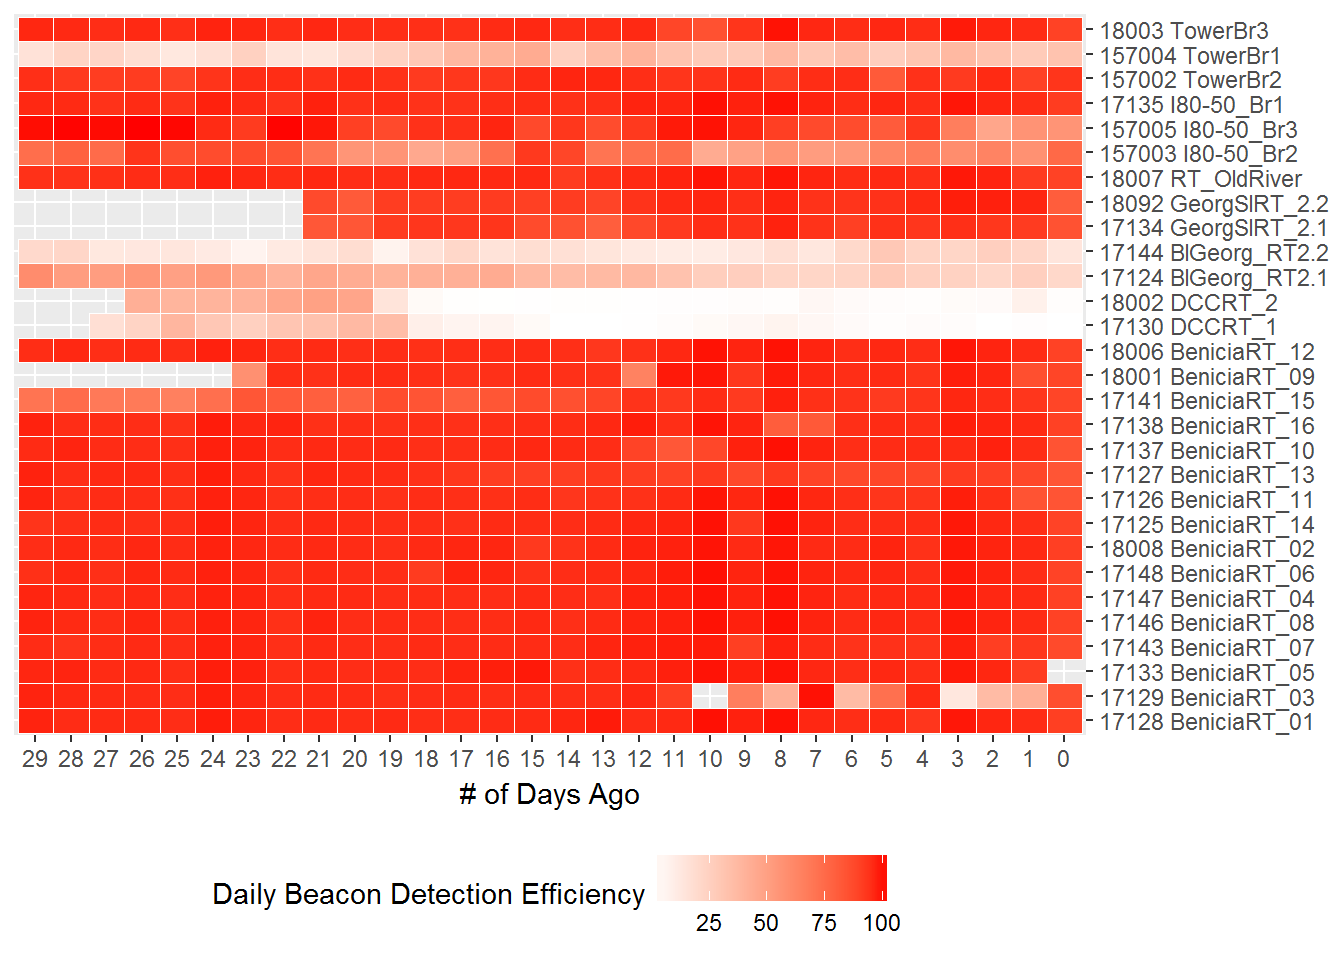 18003 TowerBr3
157004 TowerBr1
157002 TowerBr2
17135 I80-50_Br1
157005 I80-50_Br3
157003 I80-50_Br2
18007 RT_OldRiver
18092 GeorgSlRT_2.2
17134 GeorgSlRT_2.1
17144 BlGeorg_RT2.2
17124 BlGeorg_RT2.1
18002 DCCRT_2
17130 DCCRT_1
18006 BeniciaRT_12
18001 BeniciaRT_09
17141 BeniciaRT_15
17138 BeniciaRT_16
17137 BeniciaRT_10
17127 BeniciaRT_13
17126 BeniciaRT_11
17125 BeniciaRT_14
18008 BeniciaRT_02
17148 BeniciaRT_06
17147 BeniciaRT_04
17146 BeniciaRT_08
17143 BeniciaRT_07
17133 BeniciaRT_05
17129 BeniciaRT_03
17128 BeniciaRT_01
29 28 27 26 25 24 23 22 21 20 19 18 17 16 15 14 13 12 11 10 9 8 7 6 5 4 3 2 1 0
# of Days Ago
Daily Beacon Detection Efficiency
25 50 75 100